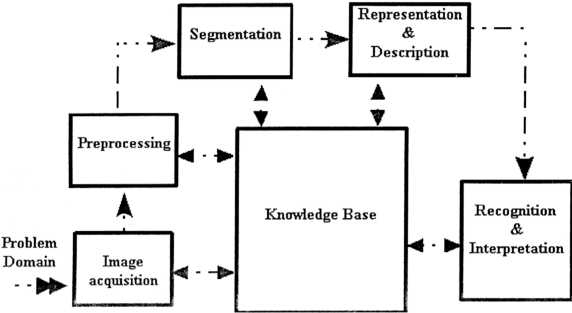 Segmentation
Representation
&
Description
Preprocessing
Knowledge Base
Recognition
&
Interpretation
Problem
Domain
Image
acquisition